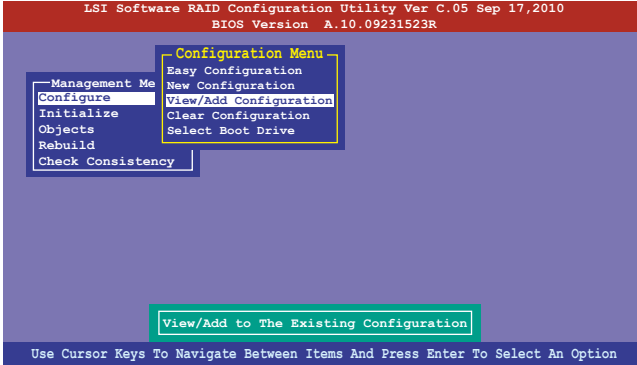 LSI Software RAID Configuration Utility Ver C.05 Sep 17,2010
BIOS Version A.10.09231523R
Management Me
Configure
Initialize
Objects
Rebuild
Check Consistency
Configuration Menu
Easy Configuration
New Configuration
View/Add Configuration
Clear Configuration
Select Boot Drive
View/Add to The Existing Configuration
Use Cursor Keys To Navigate Between Items And Press Enter To Select An Option